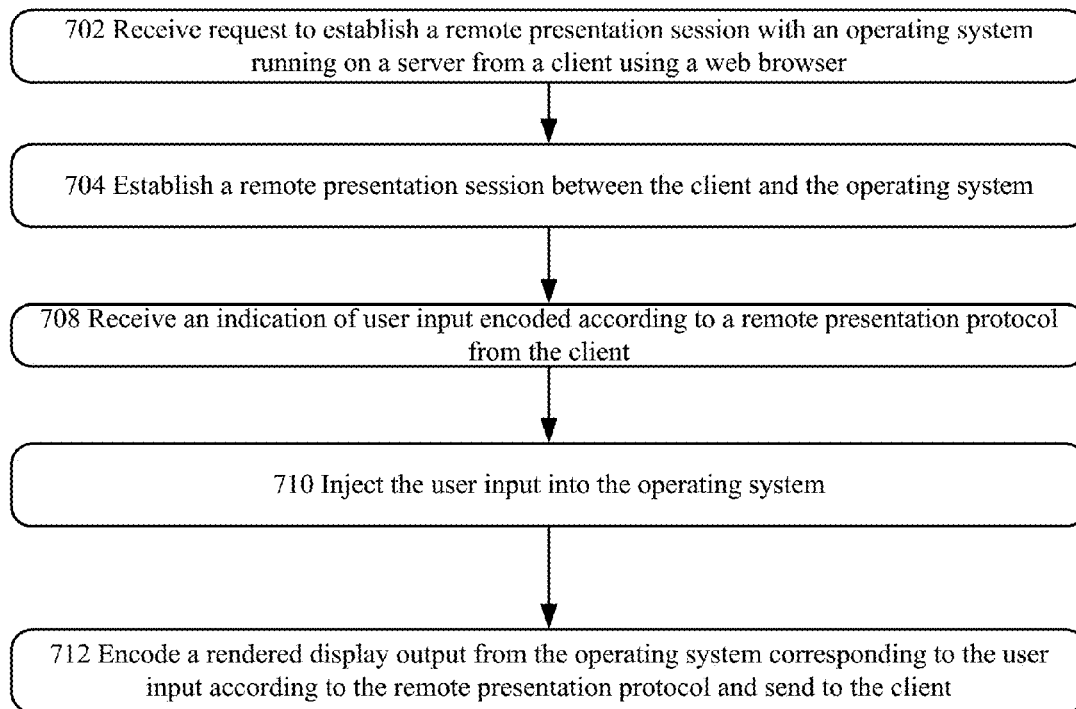 702 Receive request to establish a remote presentation session with an operating system
running on a server from a client using a web browser
704 Establish a remote presentation session between the client and the operating system
708 Receive an indication of user input encoded according to a remote presentation protocol
from the client
710 Inject the user input into the operating system
712 Encode a rendered display output from the operating system corresponding to the user
input according to the remote presentation protocol and send to the client